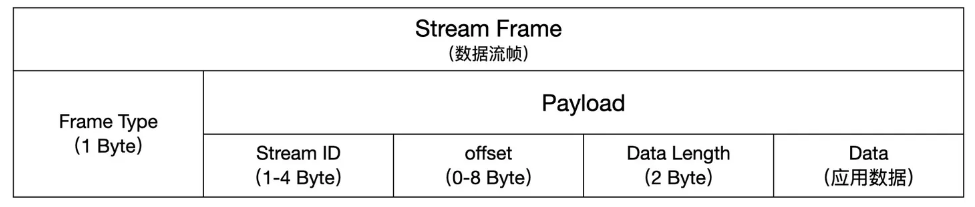 Stream Frame
（数据流帧）
Frame Type
（1 Byte）
Payload
Stream ID
（1-4 Byte）
offset
（0-8 Byte）
Data Length
（2 Byte）
Data
（应用数据）